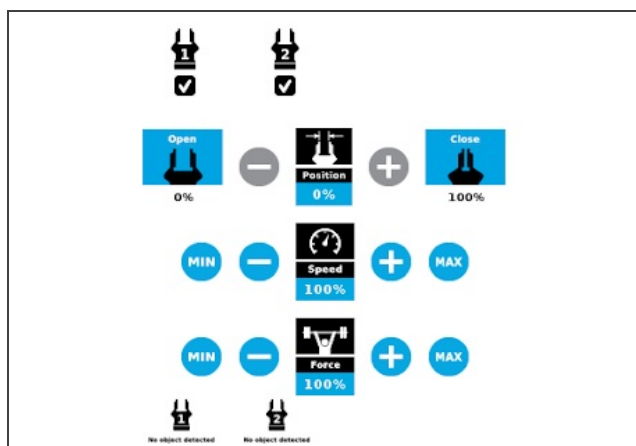 1 2
Open Close
Position
0% 0% 100%
MIN MAX
Speed
100%
MIN MAX
Force
100%
1 2
No object detected No object detected